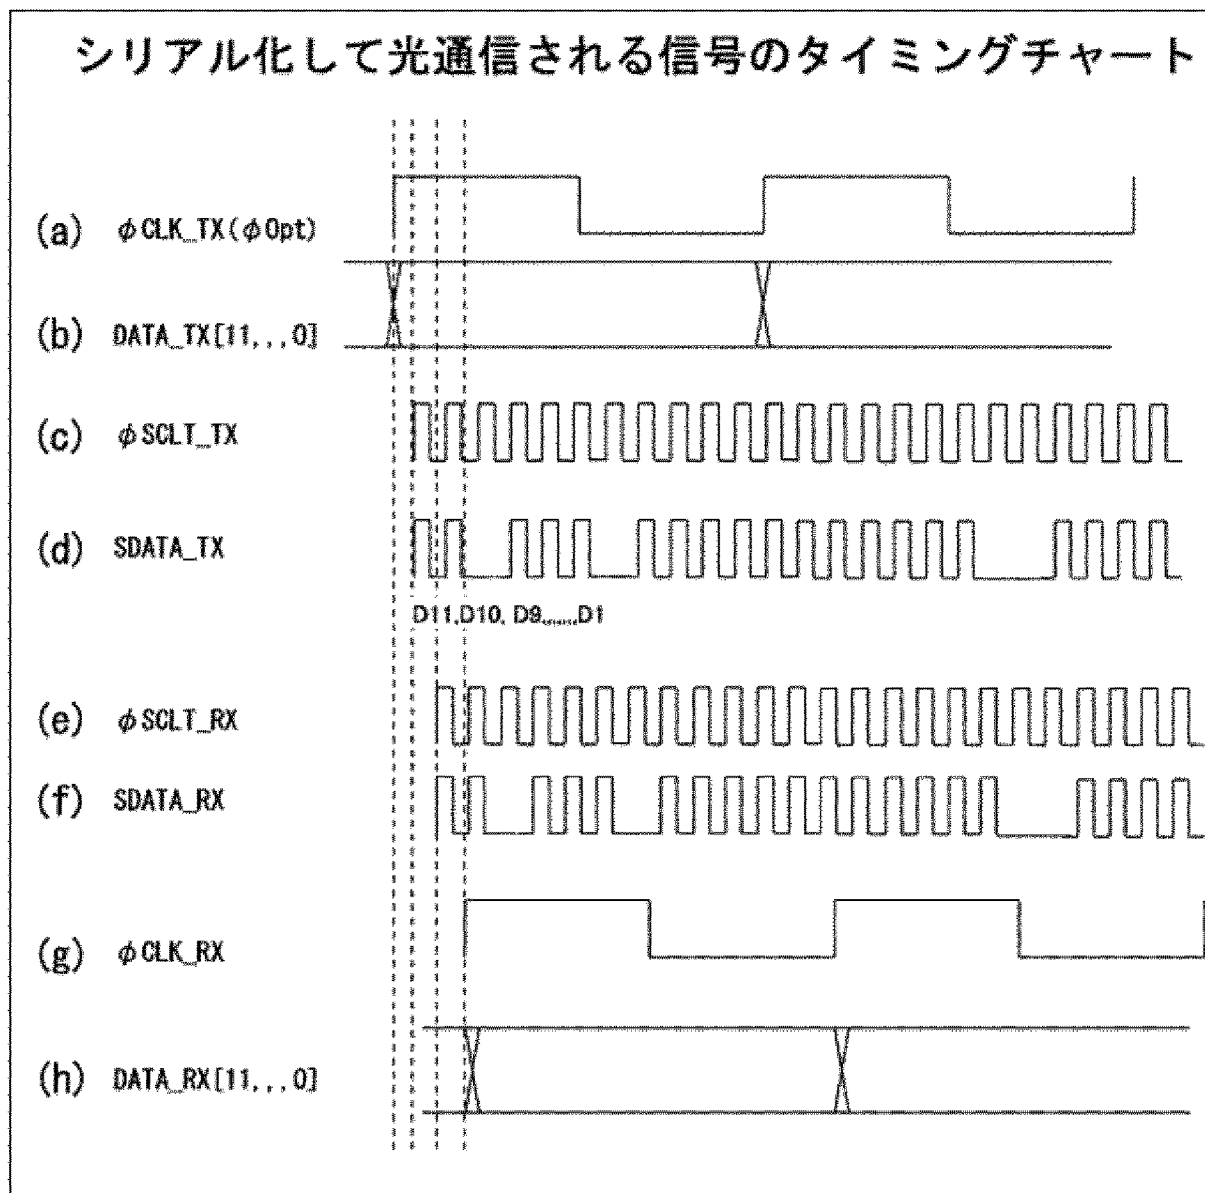 シリアル化して光通信される信号のタイミングチャート
(a) φCLK_TX(φOpt)
(b) DATA_TX[11,,,0]
(c) φSCLT_TX
(d) SDATA_TX
D11,D10, D9,,,,,,,D1
(e) φSCLT_RX
(f) SDATA_RX
(g) φCLK_RX
(h) DATA_RX[11,,,0]